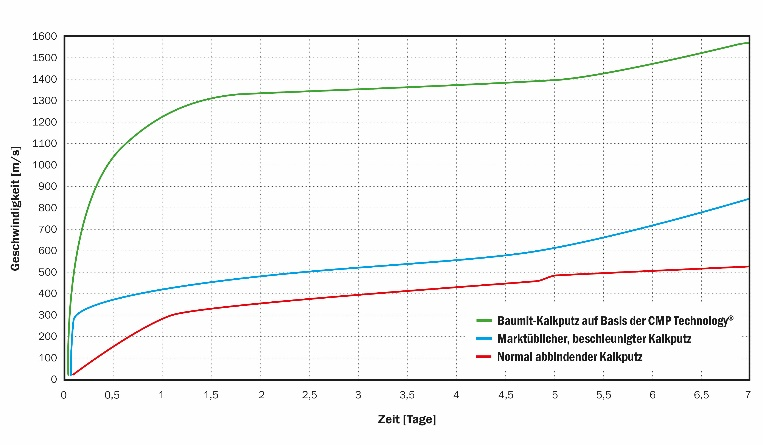 1600
1500
1400
1300
1200
1100
1000
900
800
700
600
500
400
300
200
100
0
Geschwindigkeit [m/s]
Baumit-Kalkputz auf Basis der CMP Technology®
Marktüblicher, beschleunigter Kalkputz
Normal abbindender Kalkputz
0 0,5 1 1,5 2 2,5 3 3,5 4 4,5 5 5,5 6 6,5 7
Zeit [Tage]